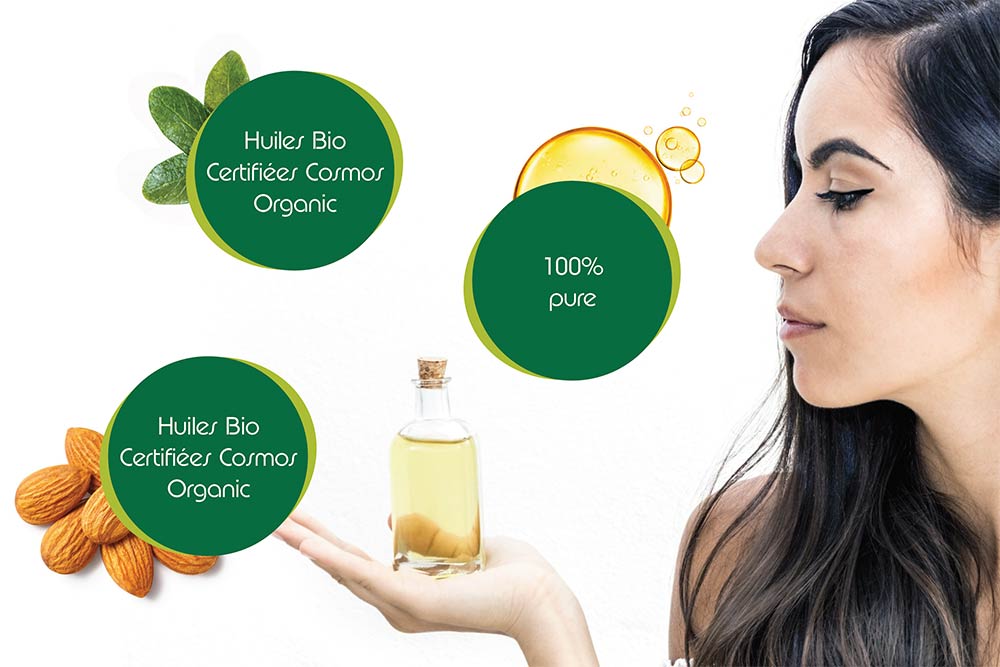 Huiles Bio
Certifiées Cosmos
Organic
100%
pure
Huiles Bio
Certifiées Cosmos
Organic